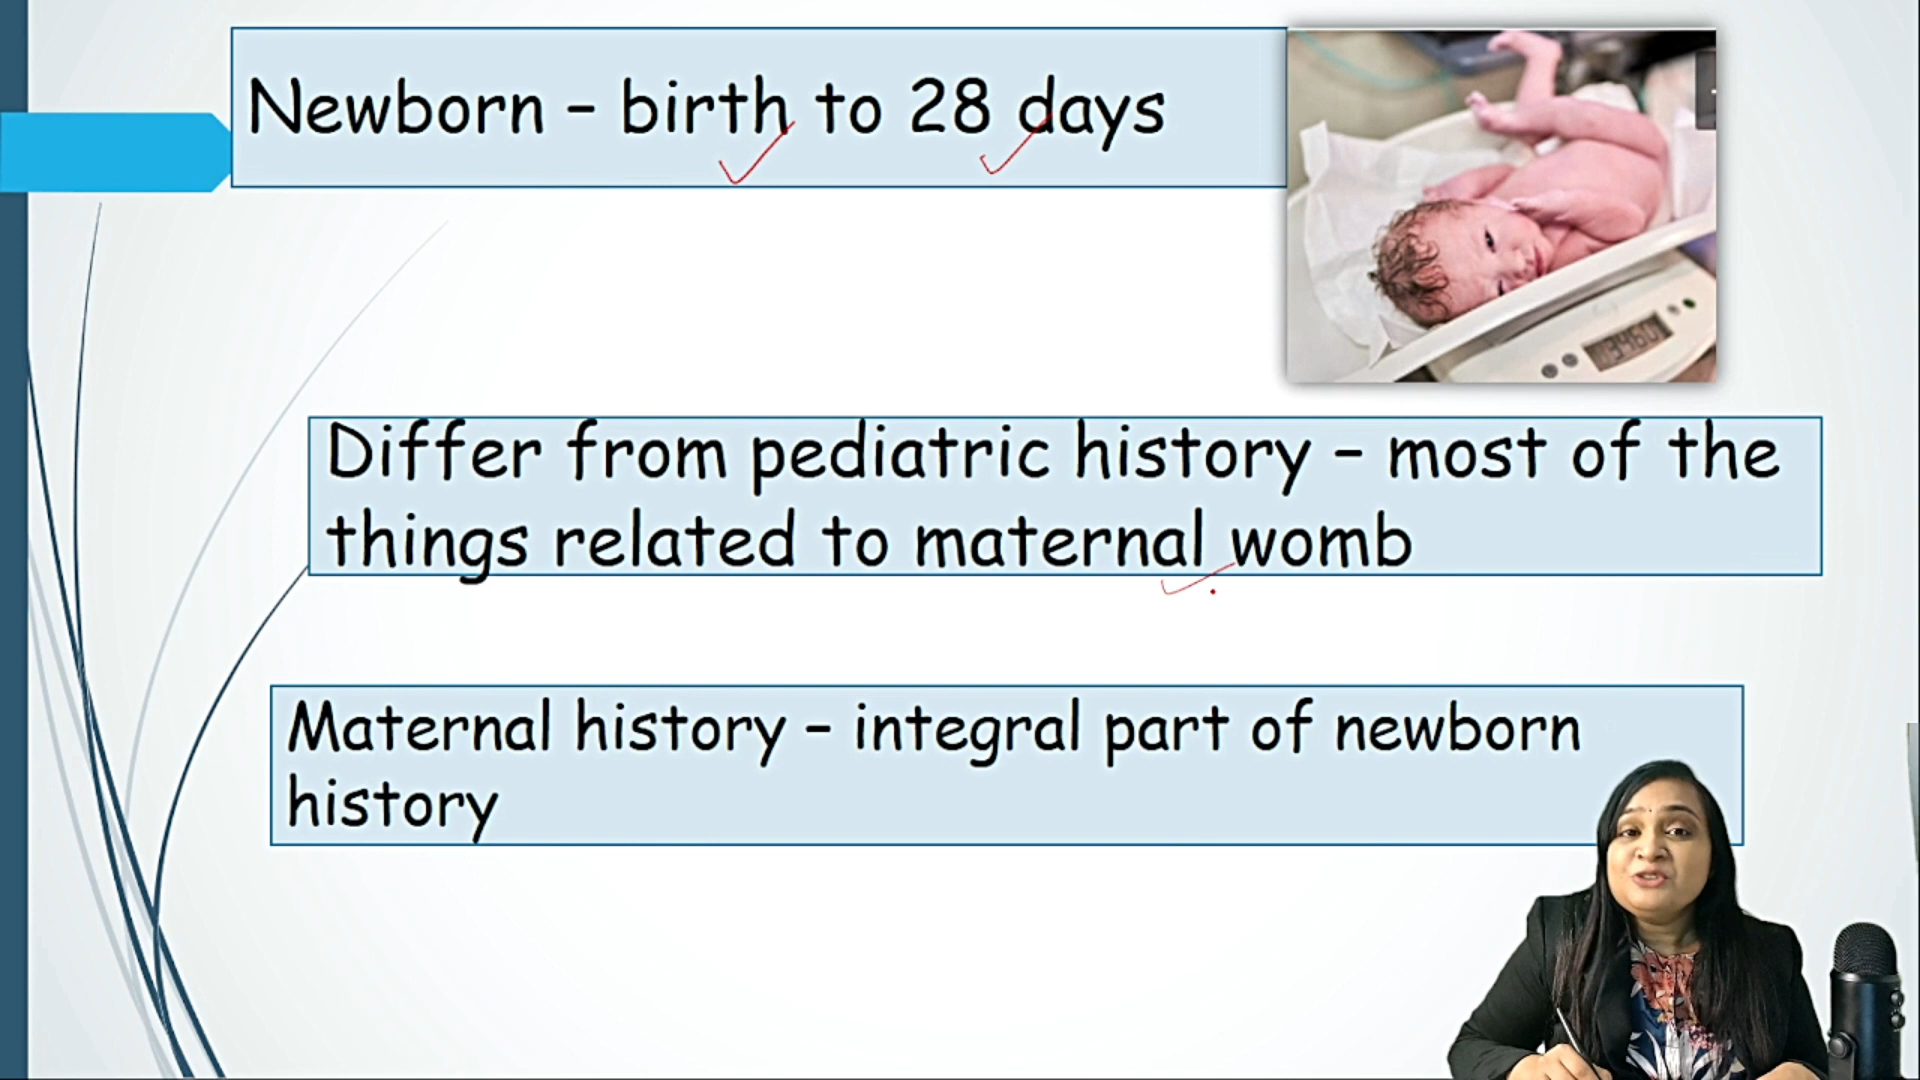 Newborn – birth to 28 days
Differ from pediatric history – most of the
things related to maternal womb
Maternal history – integral part of newborn
history